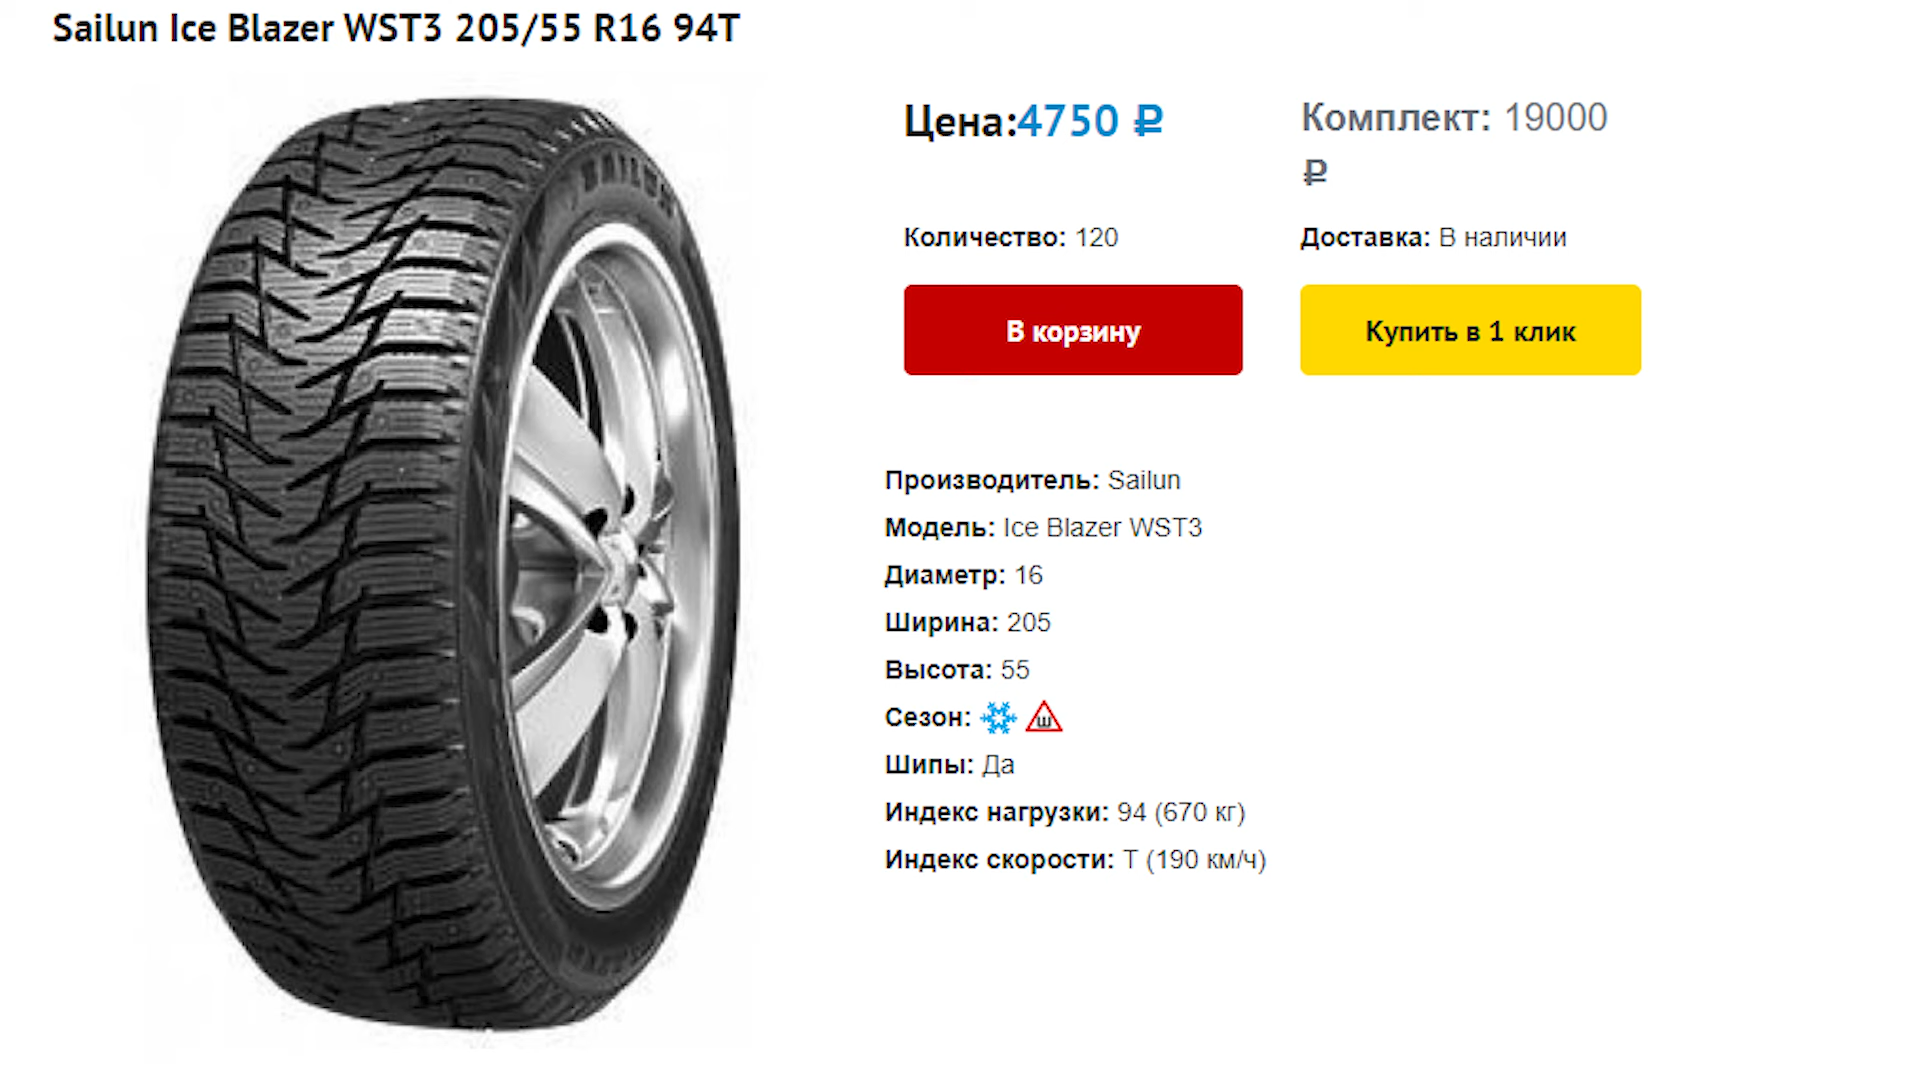 Sailun Ice Blazer WST3 205/55 R16 94T
SAILUN
Цена:4750 ₽
Комплект: 19000
₽
Количество: 120
Доставка: В наличии
В корзину
Купить в 1 клик
Производитель: Sailun
Модель: Ice Blazer WST3
Диаметр: 16
Ширина: 205
Высота: 55
Сезон: Ш
Шипы: Да
Индекс нагрузки: 94 (670 кг)
Индекс скорости: T (190 км/ч)